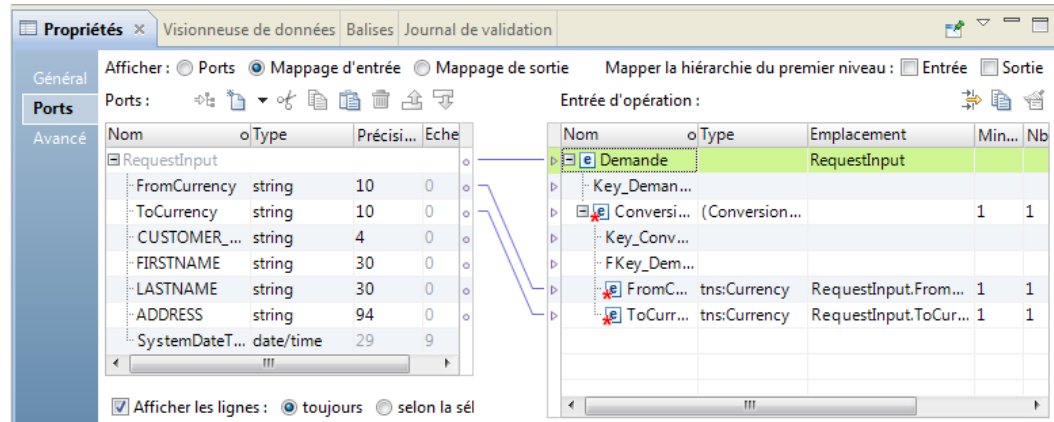 Propriétés Visionneuse de données Balises Journal de validation
Général
Ports
Avancé
Afficher : Ports Mappage d'entrée Mappage de sortie Mapper la hiérarchie du premier niveau : Entrée Sortie
Ports : Entrée d'opération :
Nom Type Précisi... Eche
RequestInput
FromCurrency string 10 0
ToCurrency string 10 0
CUSTOMER_... string 4 0
FIRSTNAME string 30 0
LASTNAME string 30 0
ADDRESS string 94 0
SystemDateT... date/time 29 9
Nom Type Emplacement Min... Nb
Demande RequestInput
Key_Deman...
Conversi... (Conversion... 1 1
Key_Conv...
FKey_Dem...
FromC... tns:Currency RequestInput.From... 1 1
ToCurr... tns:Currency RequestInput.ToCur... 1 1
Afficher les lignes : toujours selon la sél